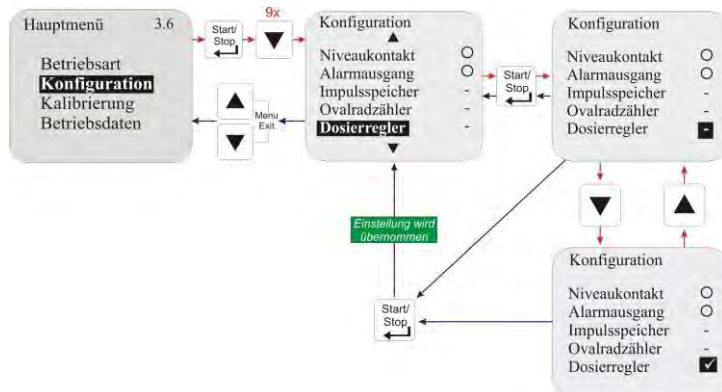 Hauptmenü 3.6
Betriebsart
Konfiguration
Kalibrierung
Betriebsdaten
Start/
Stop
9x
Menu
Exit
Konfiguration
Niveaukontakt O
Alarmausgang O
Impulsspeicher -
Ovalradzähler -
Dosierregler -
Start/
Stop
Konfiguration
Niveaukontakt O
Alarmausgang O
Impulsspeicher -
Ovalradzähler -
Dosierregler -
Einstellung wird
übernommen
Start/
Stop
Konfiguration
Niveaukontakt O
Alarmausgang O
Impulsspeicher -
Ovalradzähler -
Dosierregler ✓